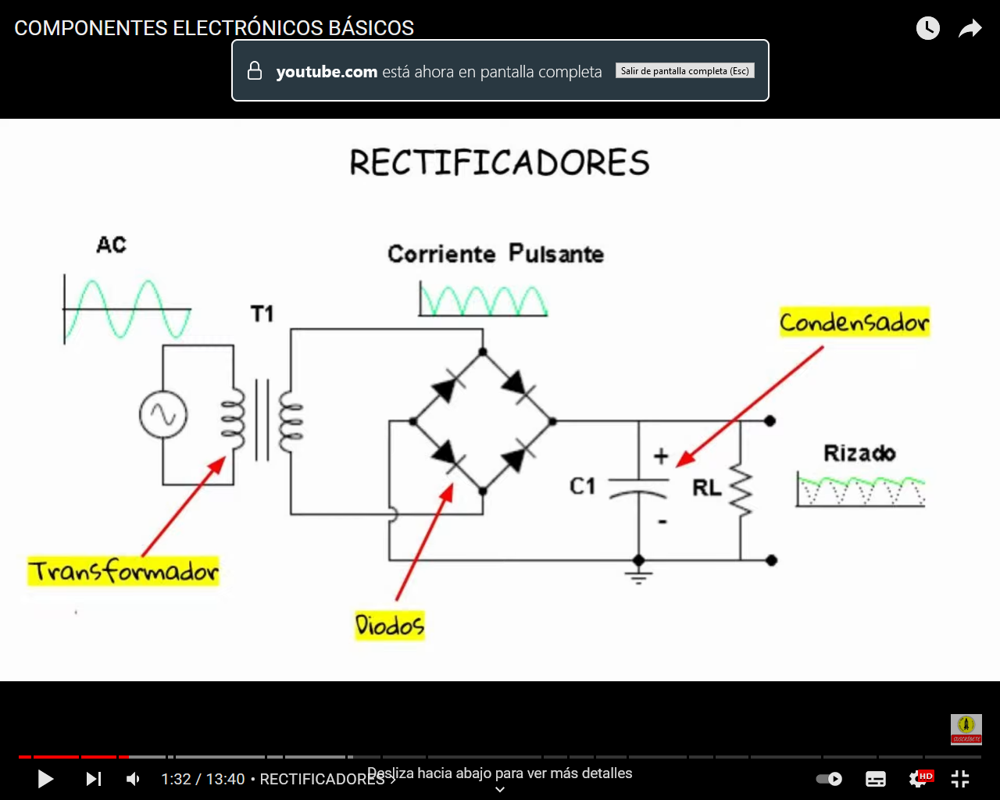 COMPONENTES ELECTRÓNICOS BÁSICOS
youtube.com está ahora en pantalla completa
Salir de pantalla completa (Esc)
RECTIFICADORES
AC
Corriente Pulsante
T1
Condensador
+
Rizado
C1
RL
-
Transformador
Diodos
SUSCRÍBETE
1:32 / 13:40 • RECTIFICADORES ›
Desliza hacia abajo para ver más detalles
HD